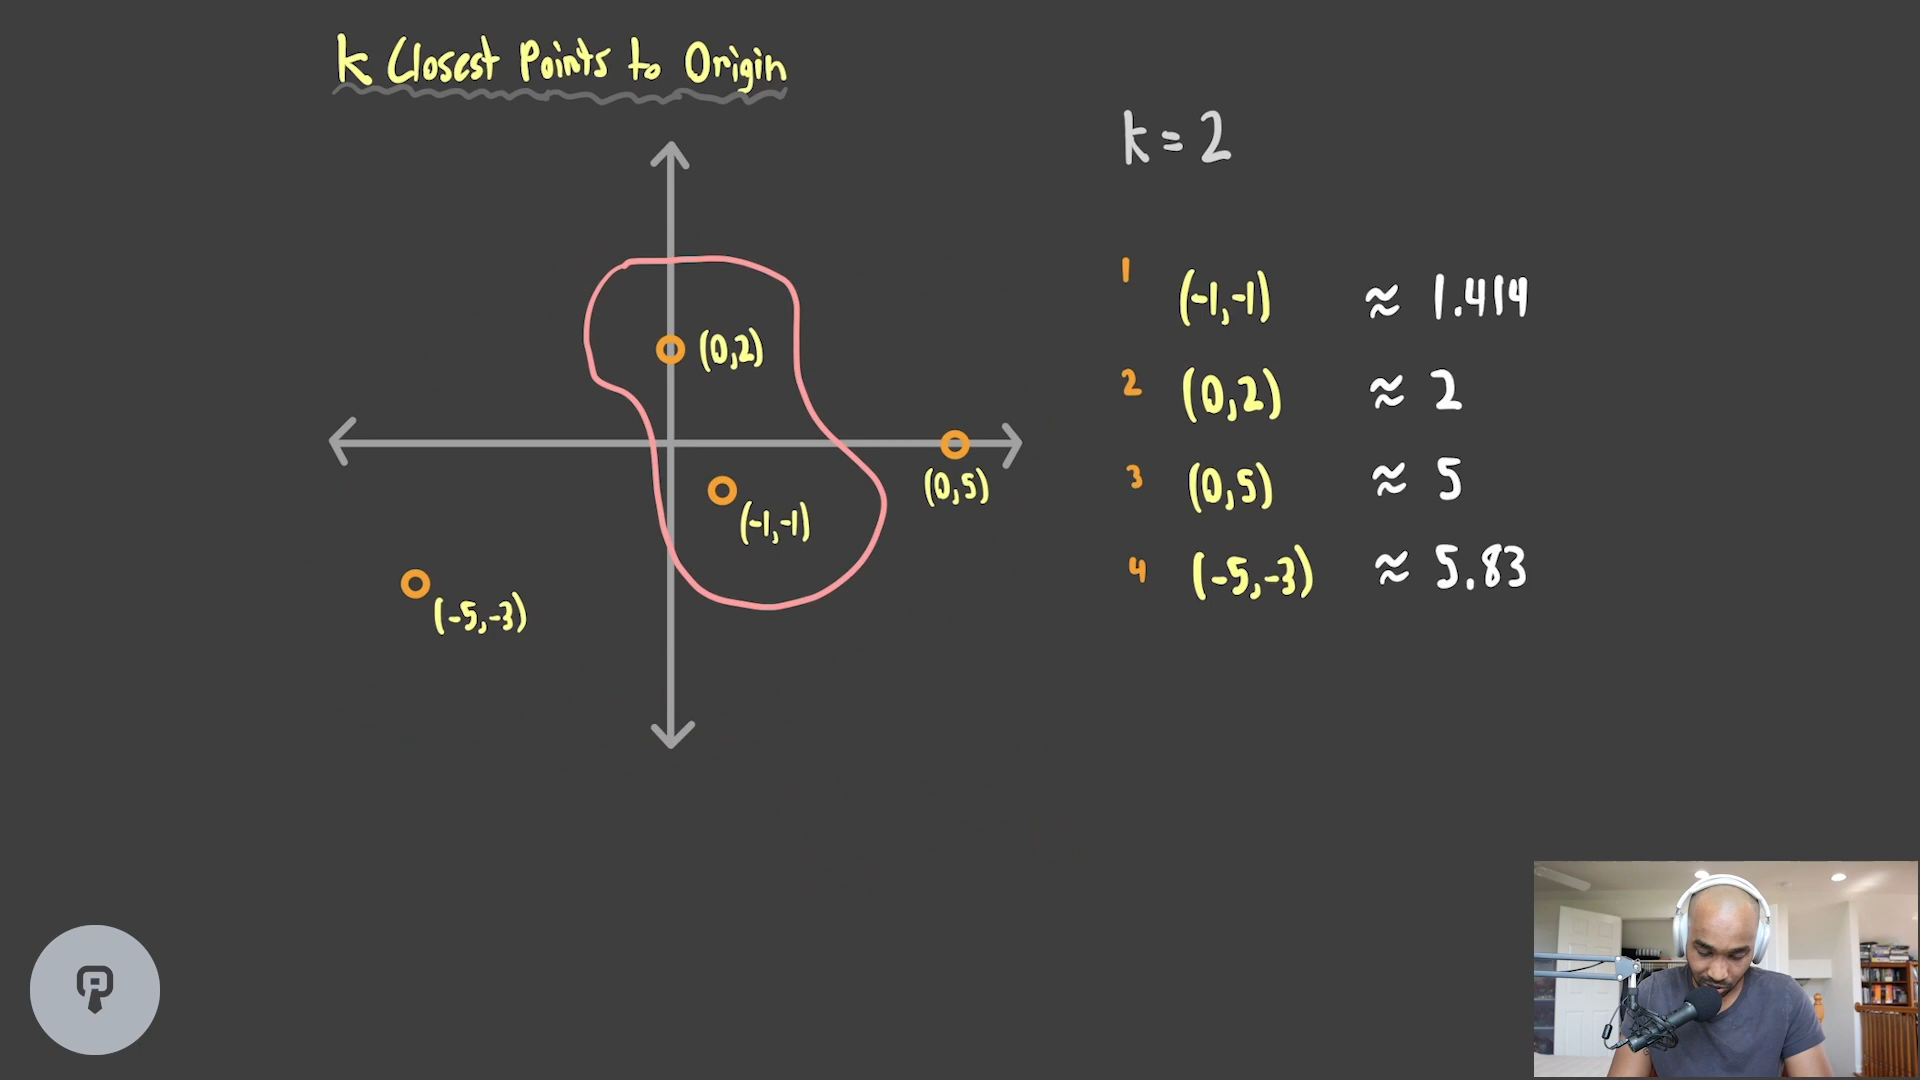 k Closest Points to Origin
k = 2
(0,2)
(0,5)
(-1,-1)
(-5,-3)
1 (-1,-1) ≈ 1.414
2 (0,2) ≈ 2
3 (0,5) ≈ 5
4 (-5,-3) ≈ 5.83